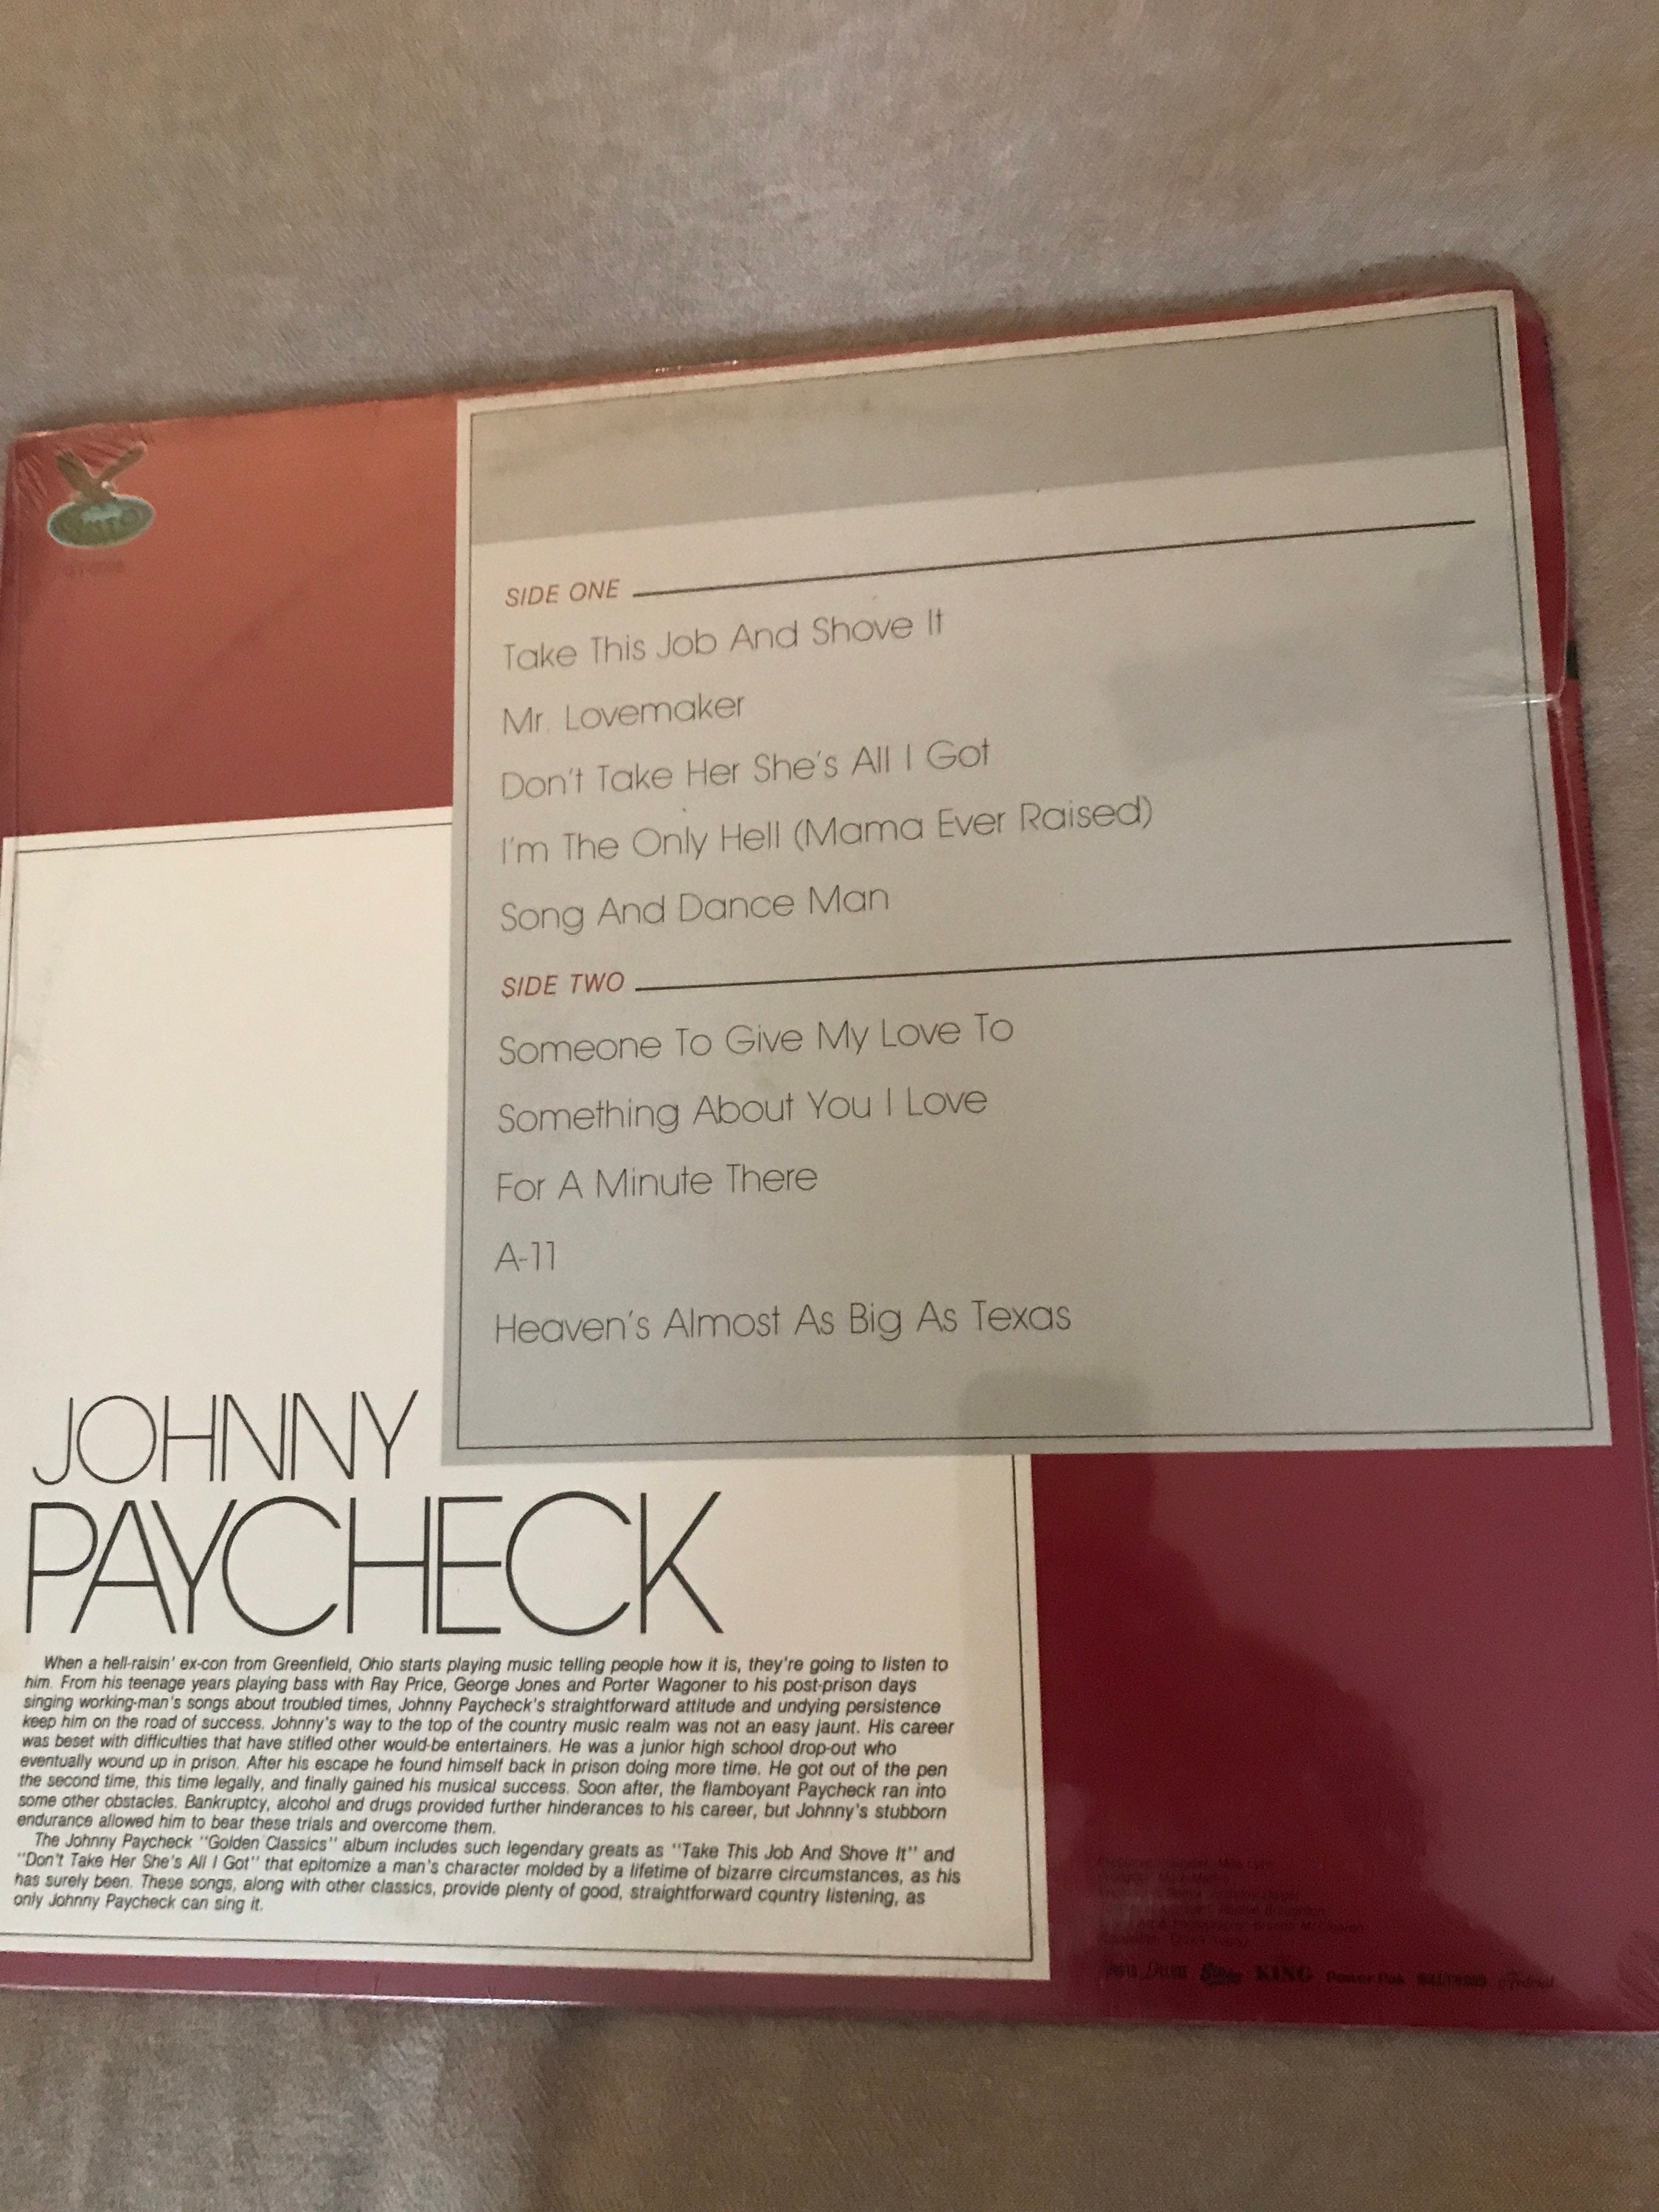 GUSTO
SIDE ONE
Take This Job And Shove It
Mr. Lovemaker
Don't Take Her She's All I Got
I'm The Only Hell (Mama Ever Raised)
Song And Dance Man
SIDE TWO
Someone To Give My Love To
Something About You I Love
For A Minute There
A-11
Heaven's Almost As Big As Texas
JOHNNY
PAYCHECK
When a hell-raisin' ex-con from Greenfield, Ohio starts playing music telling people how it is, they're going to listen to
him. From his teenage years playing bass with Ray Price, George Jones and Porter Wagoner to his post-prison days
singing working-man's songs about troubled times, Johnny Paycheck's straightforward attitude and undying persistence
keep him on the road of success. Johnny's way to the top of the country music realm was not an easy jaunt. His career
was beset with difficulties that have stifled other would-be entertainers. He was a junior high school drop-out who
eventually wound up in prison. After his escape he found himself back in prison doing more time. He got out of the pen
the second time, this time legally, and finally gained his musical success. Soon after, the flamboyant Paycheck ran into
some other obstacles. Bankruptcy, alcohol and drugs provided further hinderances to his career, but Johnny's stubborn
endurance allowed him to bear these trials and overcome them.
The Johnny Paycheck "Golden Classics" album includes such legendary greats as "Take This Job And Shove It" and
"Don't Take Her She's All I Got" that epitomize a man's character molded by a lifetime of bizarre circumstances, as his
has surely been. These songs, along with other classics, provide plenty of good, straightforward country listening, as
only Johnny Paycheck can sing it.
KING Power Pak Federal